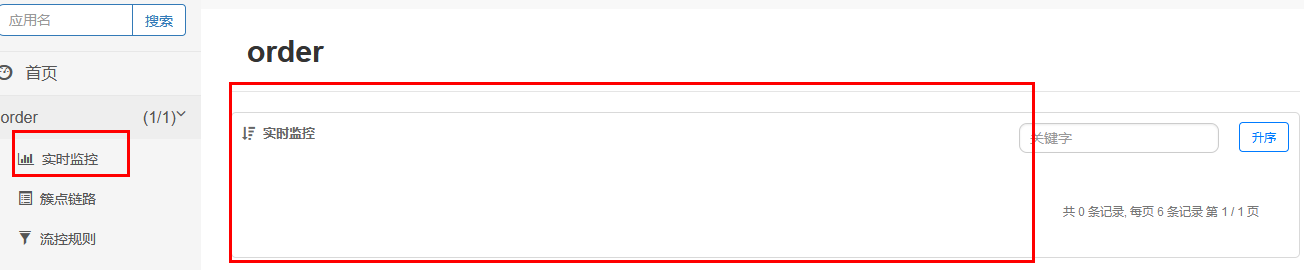 应用名
搜索
首页
order (1/1)
实时监控
簇点链路
流控规则
order
实时监控
关键字
升序
共 0 条记录, 每页 6 条记录 第 1 / 1 页